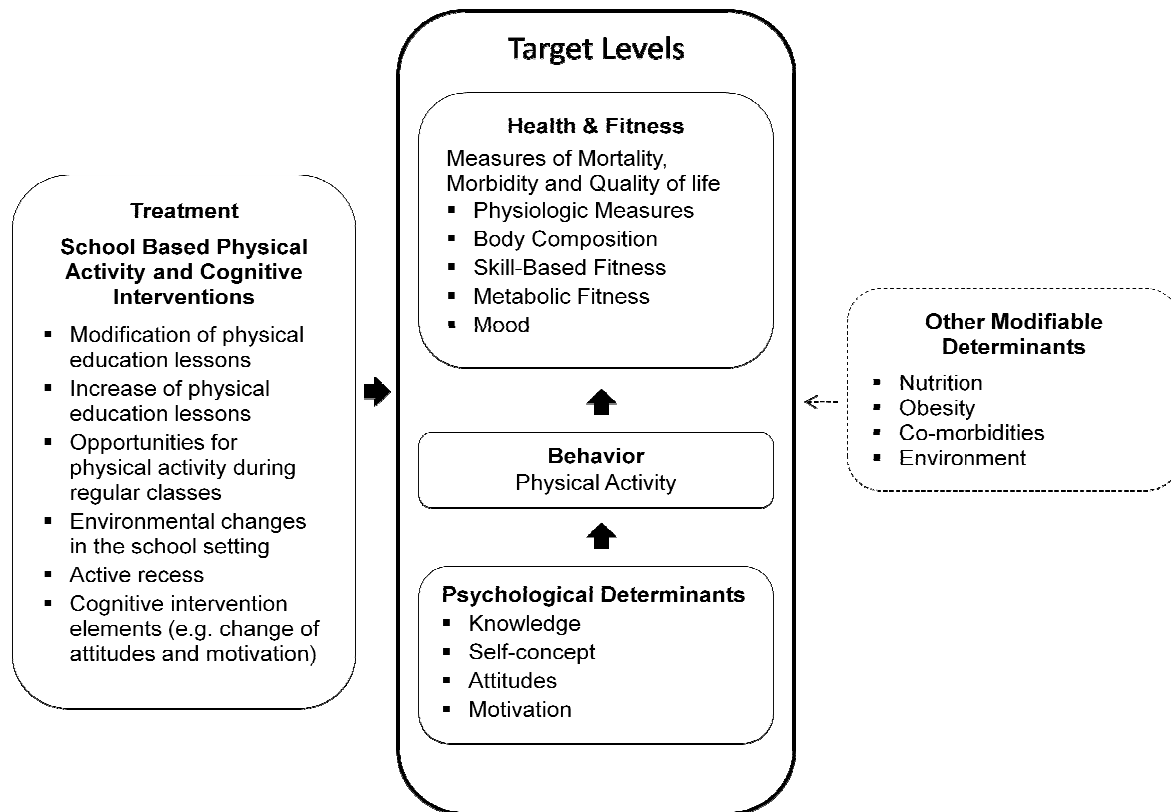 Target Levels
Treatment
School Based Physical
Activity and Cognitive
Interventions
▪ Modification of physical
education lessons
▪ Increase of physical
education lessons
▪ Opportunities for
physical activity during
regular classes
▪ Environmental changes
in the school setting
▪ Active recess
▪ Cognitive intervention
elements (e.g. change of
attitudes and motivation)
Health & Fitness
Measures of Mortality,
Morbidity and Quality of life
▪ Physiologic Measures
▪ Body Composition
▪ Skill-Based Fitness
▪ Metabolic Fitness
▪ Mood
Behavior
Physical Activity
Psychological Determinants
▪ Knowledge
▪ Self-concept
▪ Attitudes
▪ Motivation
Other Modifiable
Determinants
▪ Nutrition
▪ Obesity
▪ Co-morbidities
▪ Environment